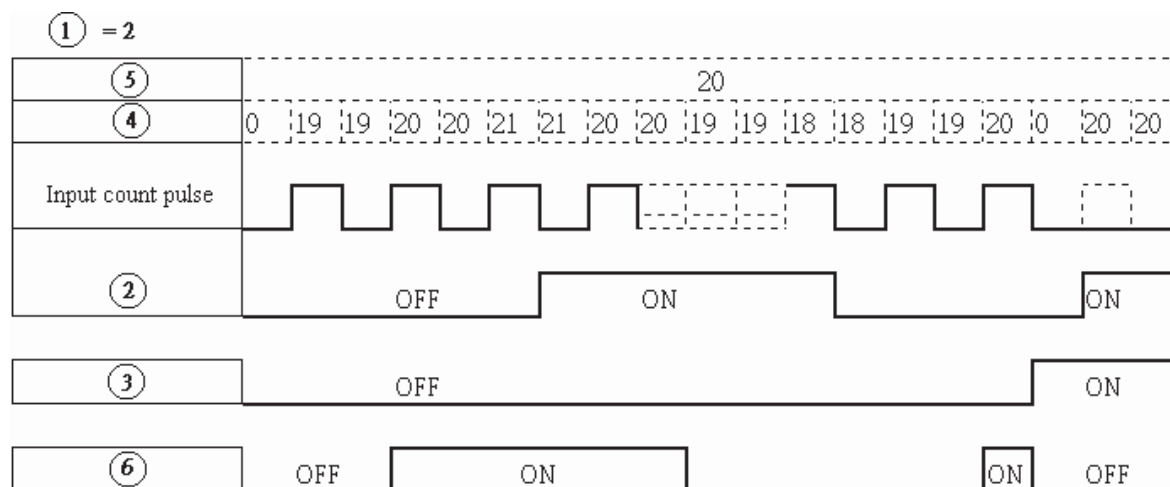 ① = 2
⑤ 20
④ 0 19 19 20 20 21 21 20 20 19 19 18 18 19 19 20 0 20 20
Input count pulse
② OFF ON ON
③ OFF ON
⑥ OFF ON ON OFF